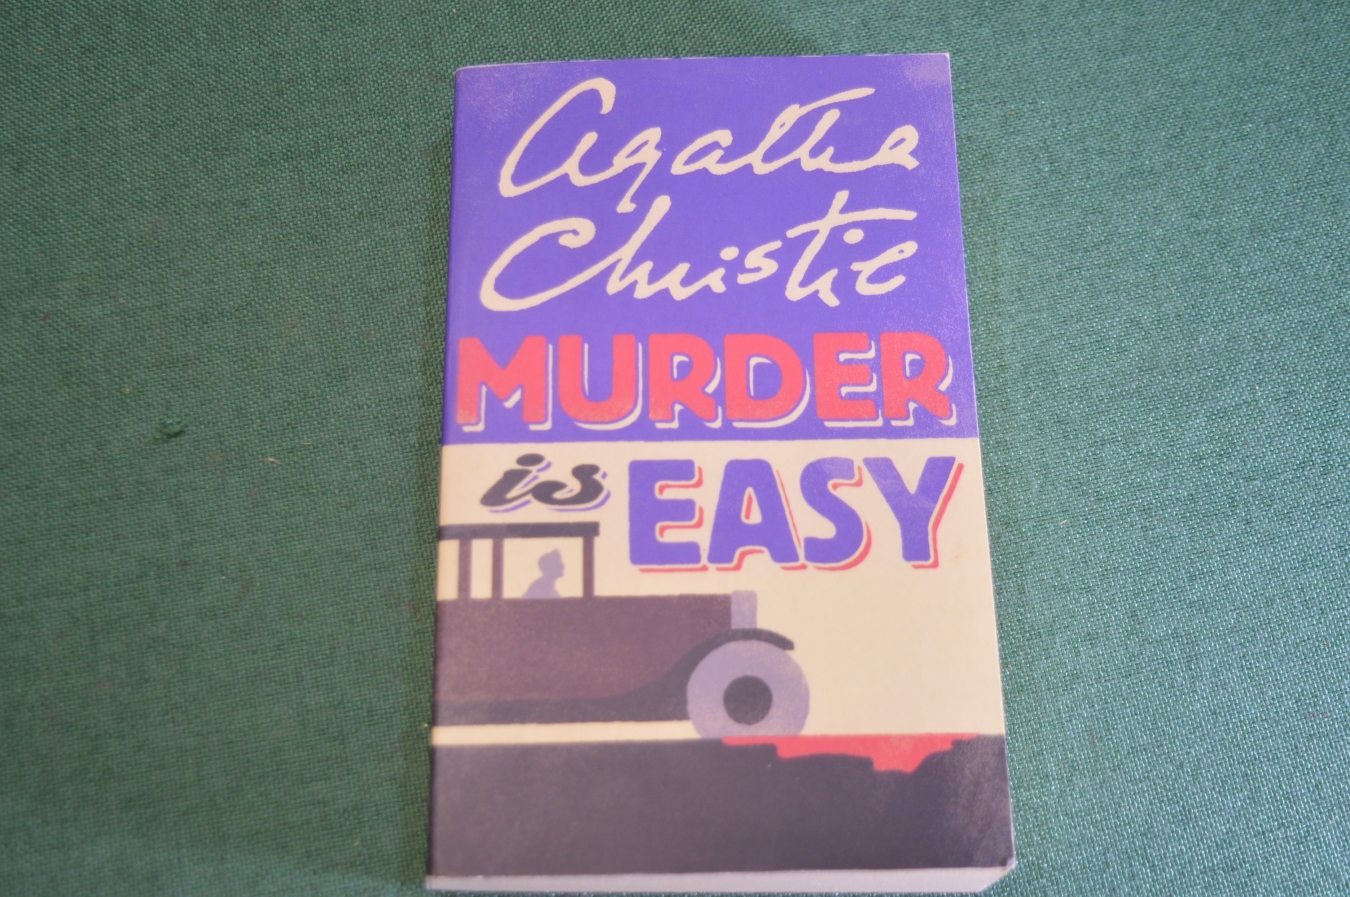 Agatha
Christie
MURDER
is EASY